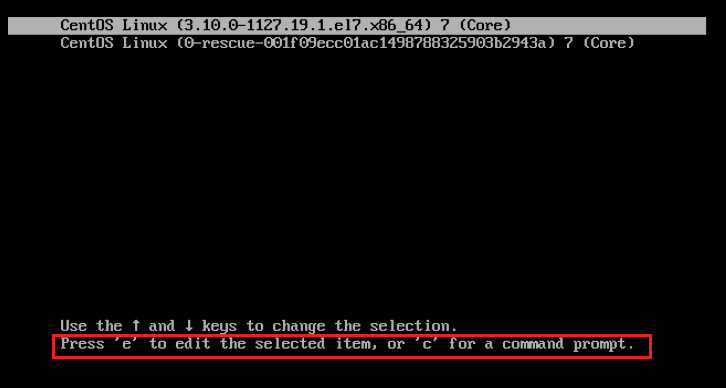 CentOS Linux (3.10.0-1127.19.1.el7.x86_64) 7 (Core)
CentOS Linux (0-rescue-001f09ecc01ac1498788325903b2943a) 7 (Core)
Use the ↑ and ↓ keys to change the selection.
Press 'e' to edit the selected item, or 'c' for a command prompt.